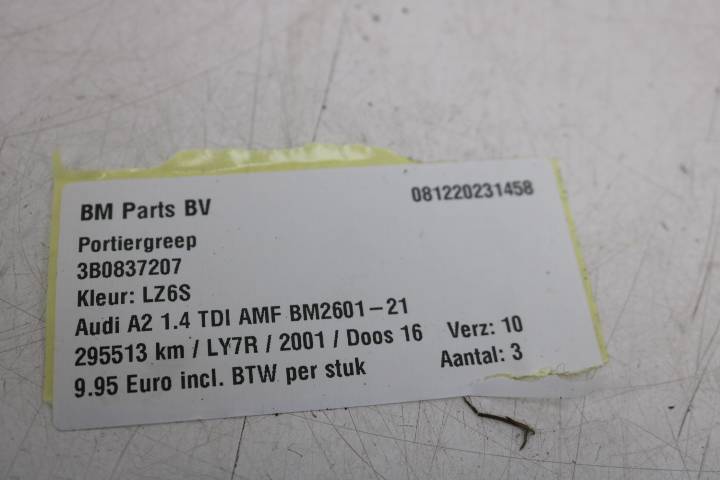 BM Parts BV 081220231458
Portiergreep
3B0837207
Kleur: LZ6S
Audi A2 1.4 TDI AMF BM2601-21
295513 km / LY7R / 2001 / Doos 16 Verz: 10
9.95 Euro incl. BTW per stuk Aantal: 3